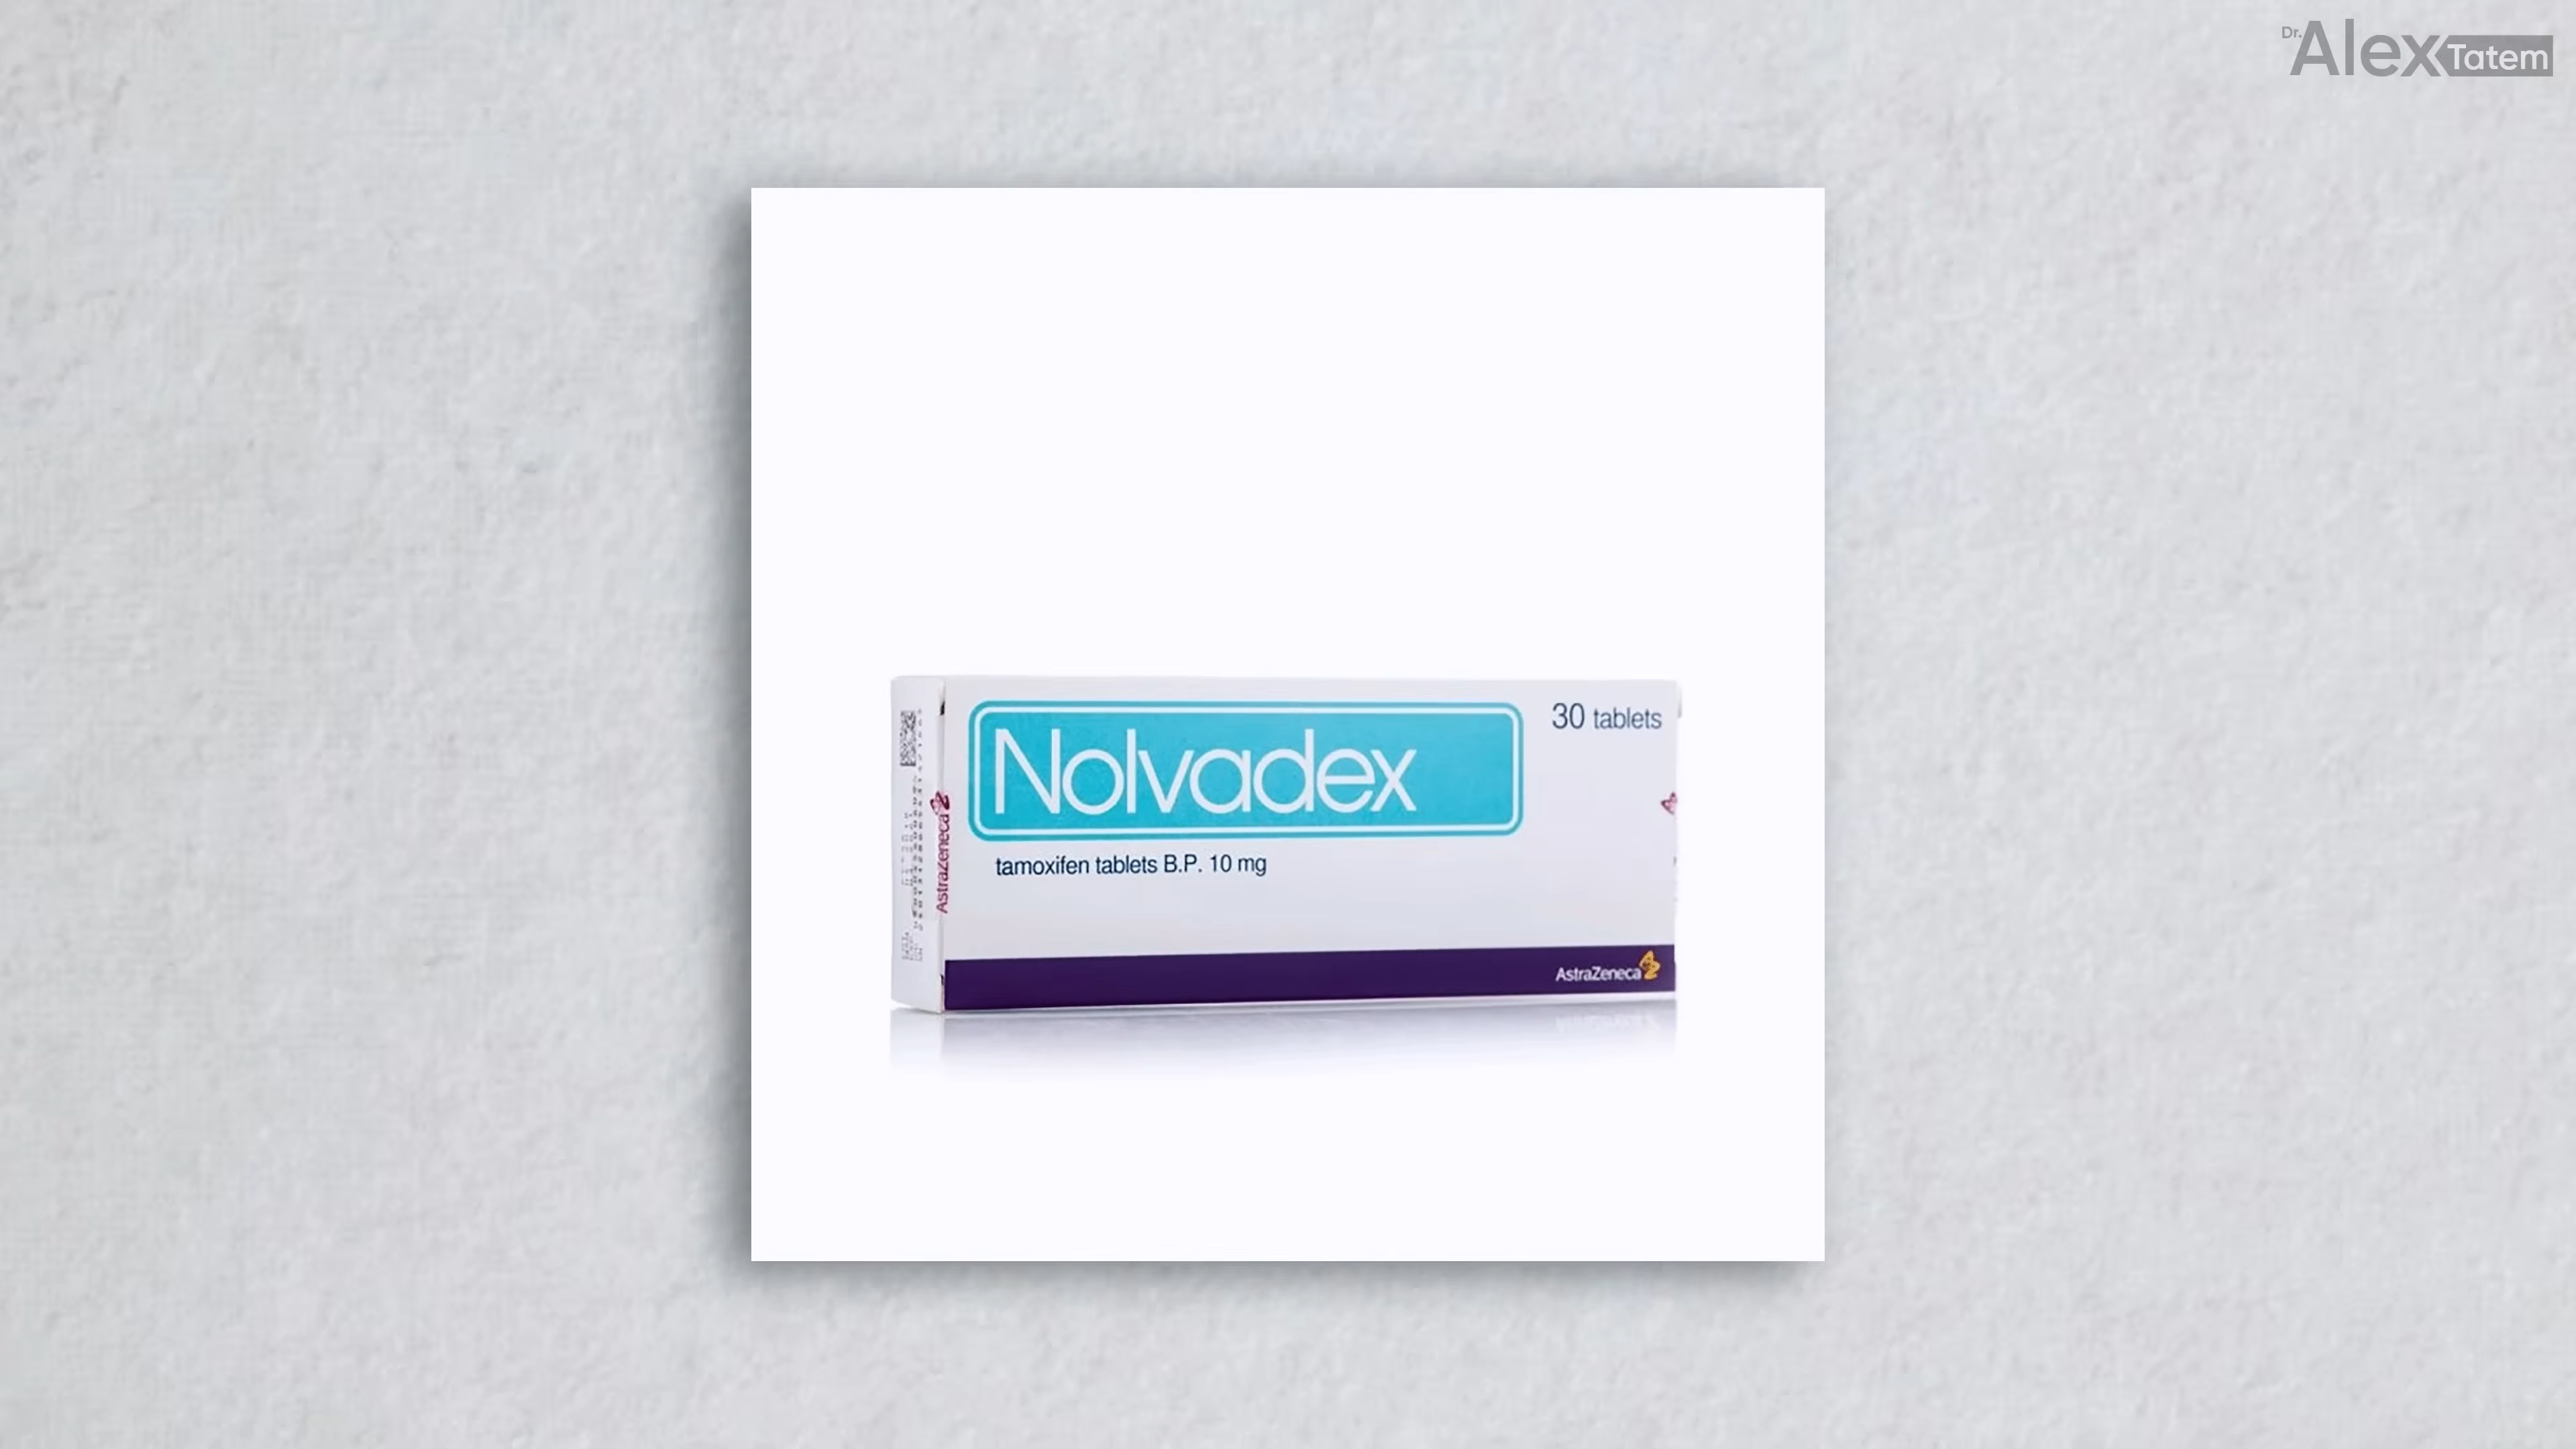 Dr. Alex Tatem
Nolvadex
30 tablets
tamoxifen tablets B.P. 10 mg
AstraZeneca
AstraZeneca